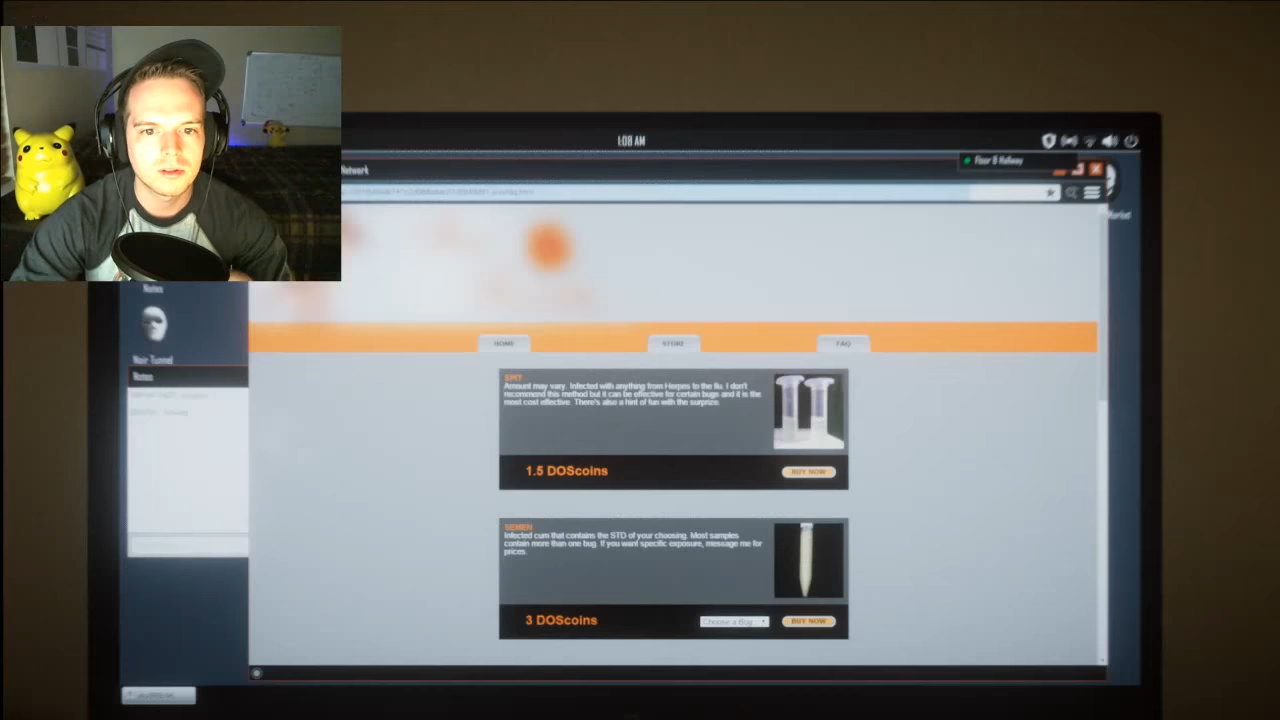 1:08 AM
Network
Floor 8 Hallway
Market
Notes
Noir Tunnel
Notes
HOME
STORE
FAQ
SPIT
Amount may vary. Infected with anything from Herpes to the flu. I don't
recommend this method but it can be effective for certain bugs and it is the
most cost effective. There's also a hint of fun with the surprize.
1.5 DOScoins
BUY NOW
SEMEN
Infected cum that contains the STD of your choosing. Most samples
contain more than one bug. If you want specific exposure, message me for
prices.
3 DOScoins
Choose a Bug
BUY NOW